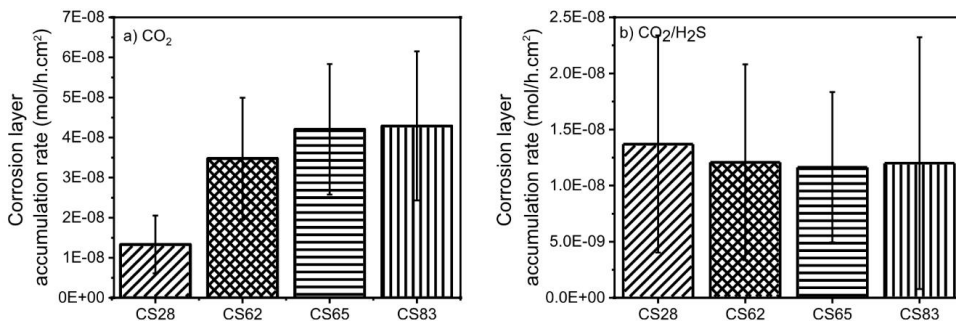 Corrosion layer
accumulation rate (mol/h.cm²)
7E-08
6E-08
5E-08
4E-08
3E-08
2E-08
1E-08
0E+00
a) CO₂
CS28 CS62 CS65 CS83
Corrosion layer
accumulation rate (mol/h.cm²)
2.5E-08
2.0E-08
1.5E-08
1.0E-08
5.0E-09
0.0E+00
b) CO₂/H₂S
CS28 CS62 CS65 CS83